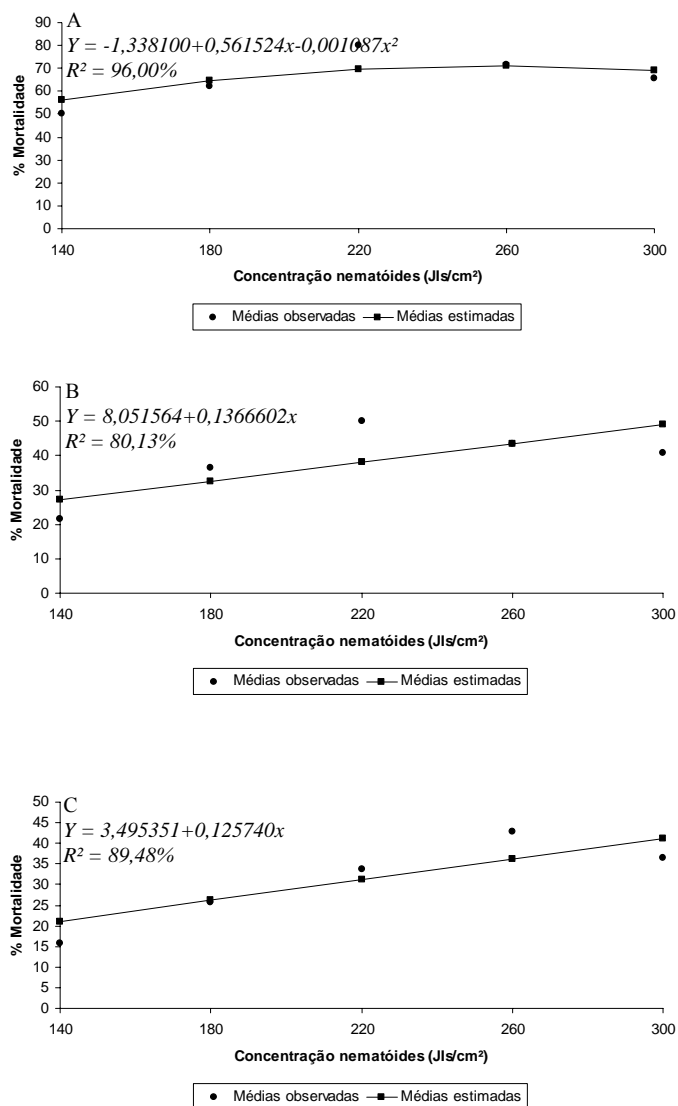 A
Y = -1,338100+0,561524x-0,001087x²
R² = 96,00%
90
80
70
60
50
40
30
20
10
0
% Mortalidade
140 180 220 260 300
Concentração nematóides (JIs/cm²)
Médias observadas Médias estimadas
B
Y = 8,051564+0,1366602x
R² = 80,13%
60
50
40
30
20
10
0
% Mortalidade
140 180 220 260 300
Concentração nematóides (JIs/cm²)
Médias observadas Médias estimadas
C
Y = 3,495351+0,125740x
R² = 89,48%
50
45
40
35
30
25
20
15
10
5
0
% Mortalidade
140 180 220 260 300
Concentração nematóides (JIs/cm²)
Médias observadas Médias estimadas